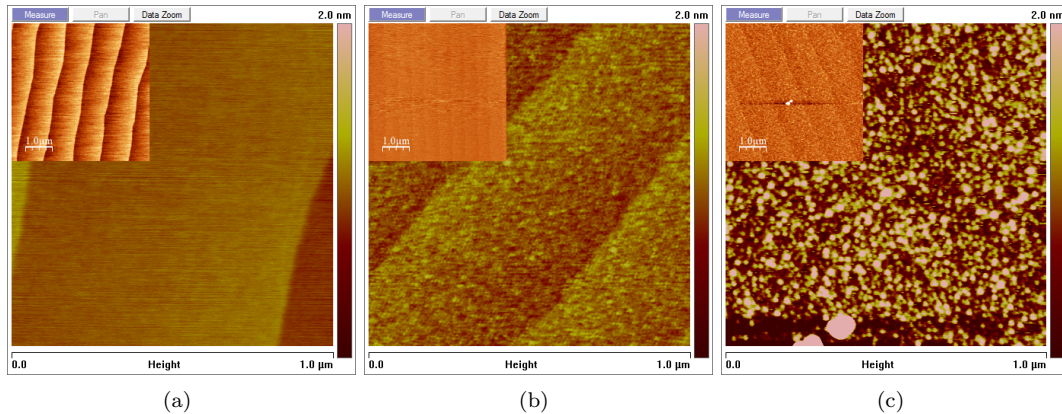 Measure Pan Data Zoom
2.0 nm
1.0μm
0.0 Height 1.0 μm
(a)
Measure Pan Data Zoom
2.0 nm
1.0μm
0.0 Height 1.0 μm
(b)
Measure Pan Data Zoom
2.0 nm
1.0μm
0.0 Height 1.0 μm
(c)